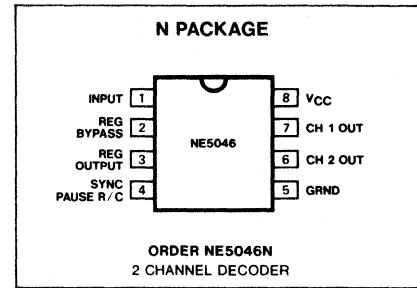 N PACKAGE
INPUT 1
REG
BYPASS 2
REG
OUTPUT 3
SYNC
PAUSE R/C 4
NE5046
8 VCC
7 CH 1 OUT
6 CH 2 OUT
5 GRND
ORDER NE5046N
2 CHANNEL DECODER